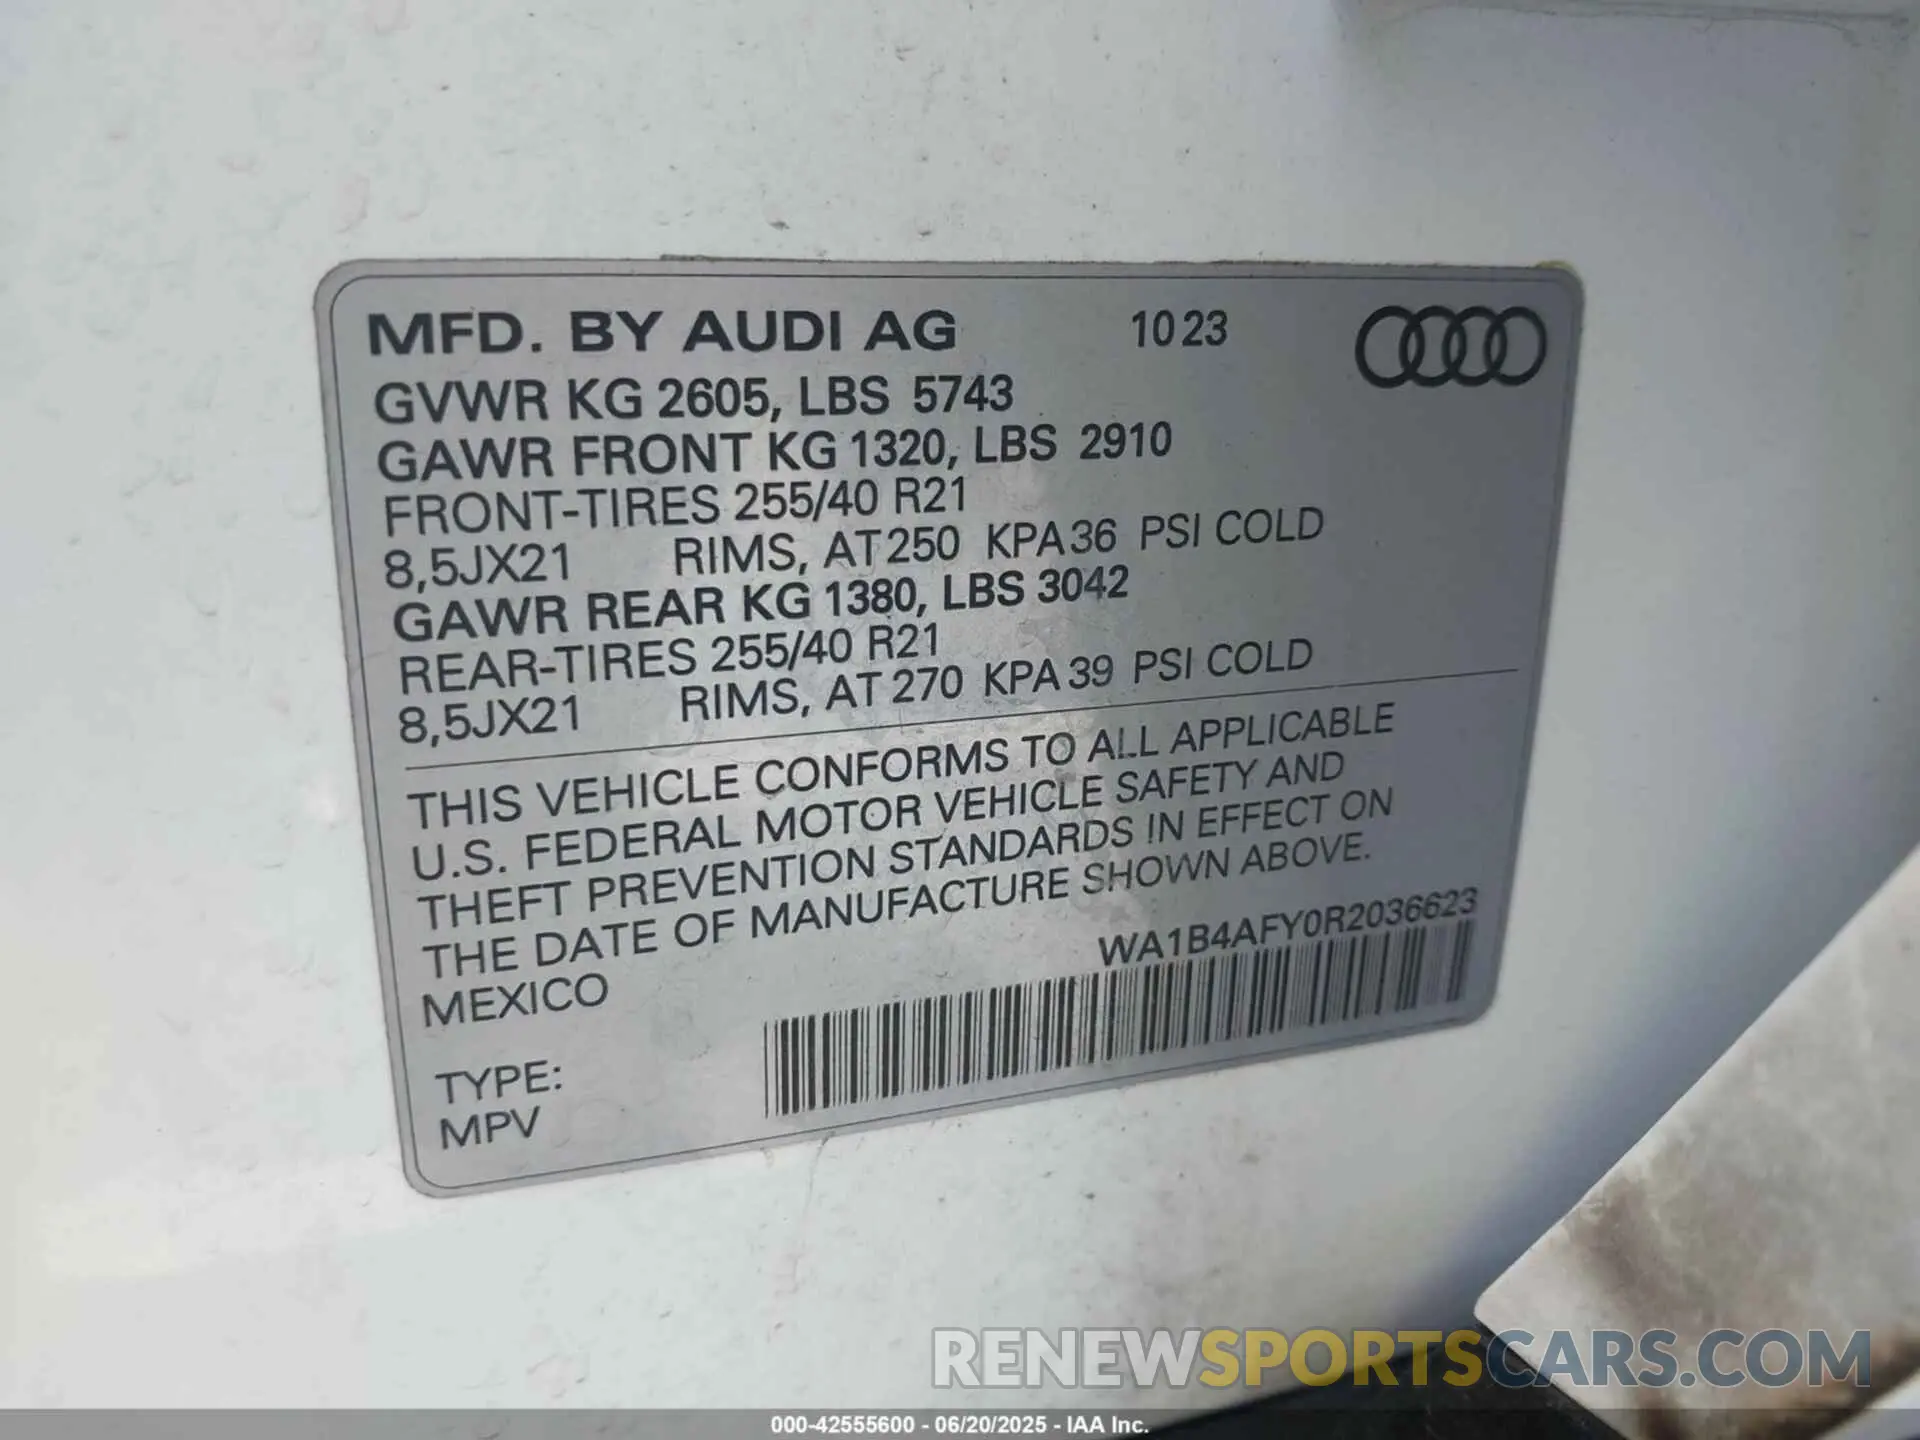 MFD. BY AUDI AG 10 23
GVWR KG 2605, LBS 5743
GAWR FRONT KG 1320, LBS 2910
FRONT-TIRES 255/40 R21
8,5JX21 RIMS, AT 250 KPA 36 PSI COLD
GAWR REAR KG 1380, LBS 3042
REAR-TIRES 255/40 R21
8,5JX21 RIMS, AT 270 KPA 39 PSI COLD
THIS VEHICLE CONFORMS TO ALL APPLICABLE
U.S. FEDERAL MOTOR VEHICLE SAFETY AND
THEFT PREVENTION STANDARDS IN EFFECT ON
THE DATE OF MANUFACTURE SHOWN ABOVE.
MEXICO WA1B4AFY0R2036623
TYPE:
MPV
RENEWSPORTSCARS.COM
000-42555600 - 06/20/2025 - IAA Inc.